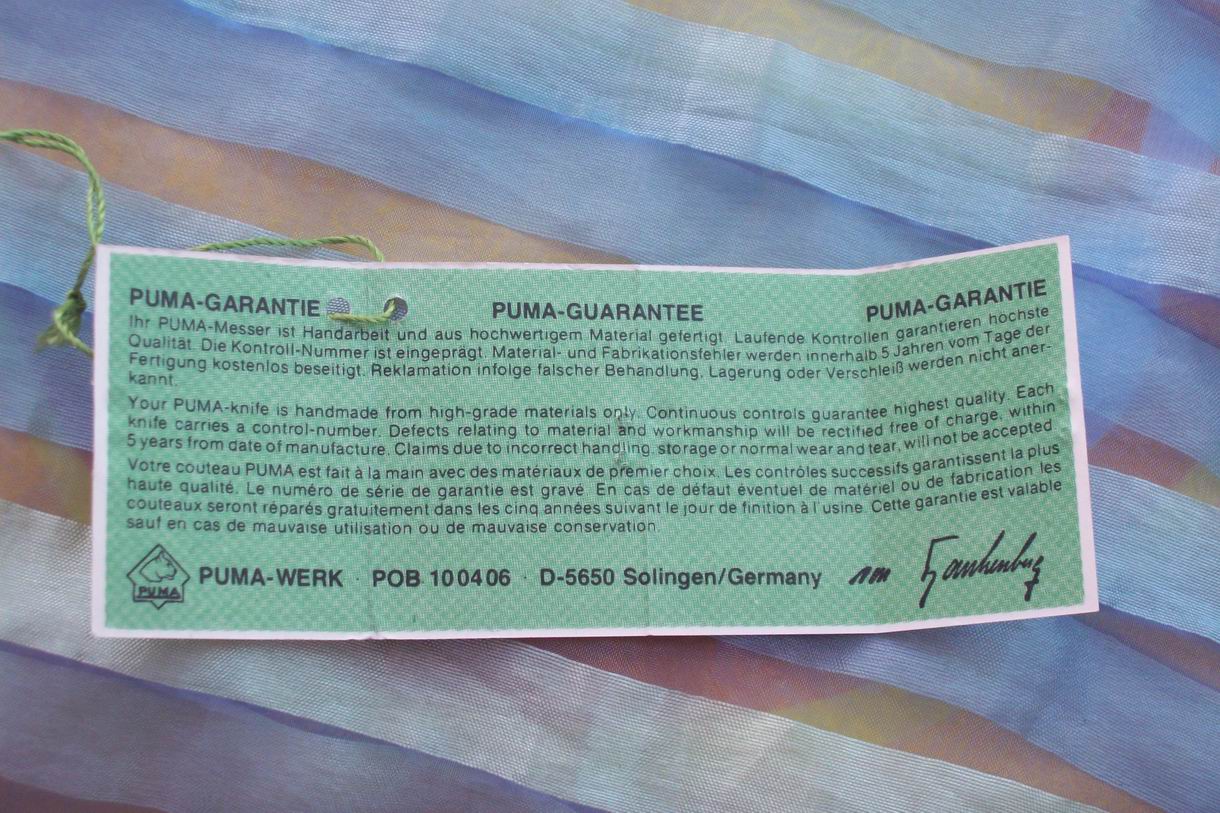 PUMA-GARANTIE PUMA-GUARANTEE PUMA-GARANTIE
Ihr PUMA-Messer ist Handarbeit und aus hochwertigem Material gefertigt. Laufende Kontrollen garantieren höchste
Qualität. Die Kontroll-Nummer ist eingeprägt. Material- und Fabrikationsfehler werden innerhalb 5 Jahren vom Tage der
Fertigung kostenlos beseitigt. Reklamation infolge falscher Behandlung, Lagerung oder Verschleiß werden nicht aner-
kannt.
Your PUMA-knife is handmade from high-grade materials only. Continuous controls guarantee highest quality. Each
knife carries a control-number. Defects relating to material and workmanship will be rectified free of charge, within
5 years from date of manufacture. Claims due to incorrect handling, storage or normal wear and tear, will not be accepted.
Votre couteau PUMA est fait à la main avec des matériaux de premier choix. Les contrôles successifs garantissent la plus
haute qualité. Le numéro de série de garantie est gravé. En cas de défaut éventuel de matériel ou de fabrication les
couteaux seront réparés gratuitement dans les cinq années suivant le jour de finition à l'usine. Cette garantie est valable
sauf en cas de mauvaise utilisation ou de mauvaise conservation.
PUMA
PUMA-WERK · POB 100406 · D-5650 Solingen/Germany